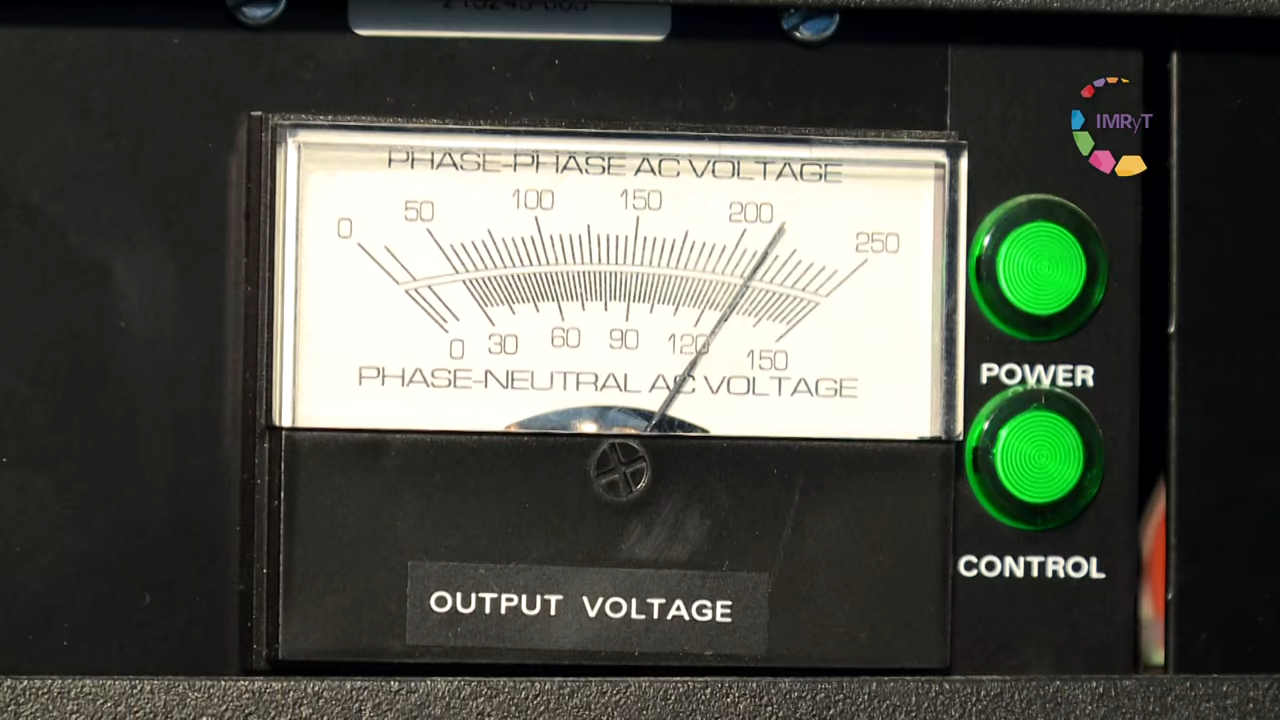 IMRyT
PHASE-PHASE AC VOLTAGE
0 50 100 150 200 250
0 30 60 90 120 150
PHASE-NEUTRAL AC VOLTAGE
POWER
CONTROL
OUTPUT VOLTAGE